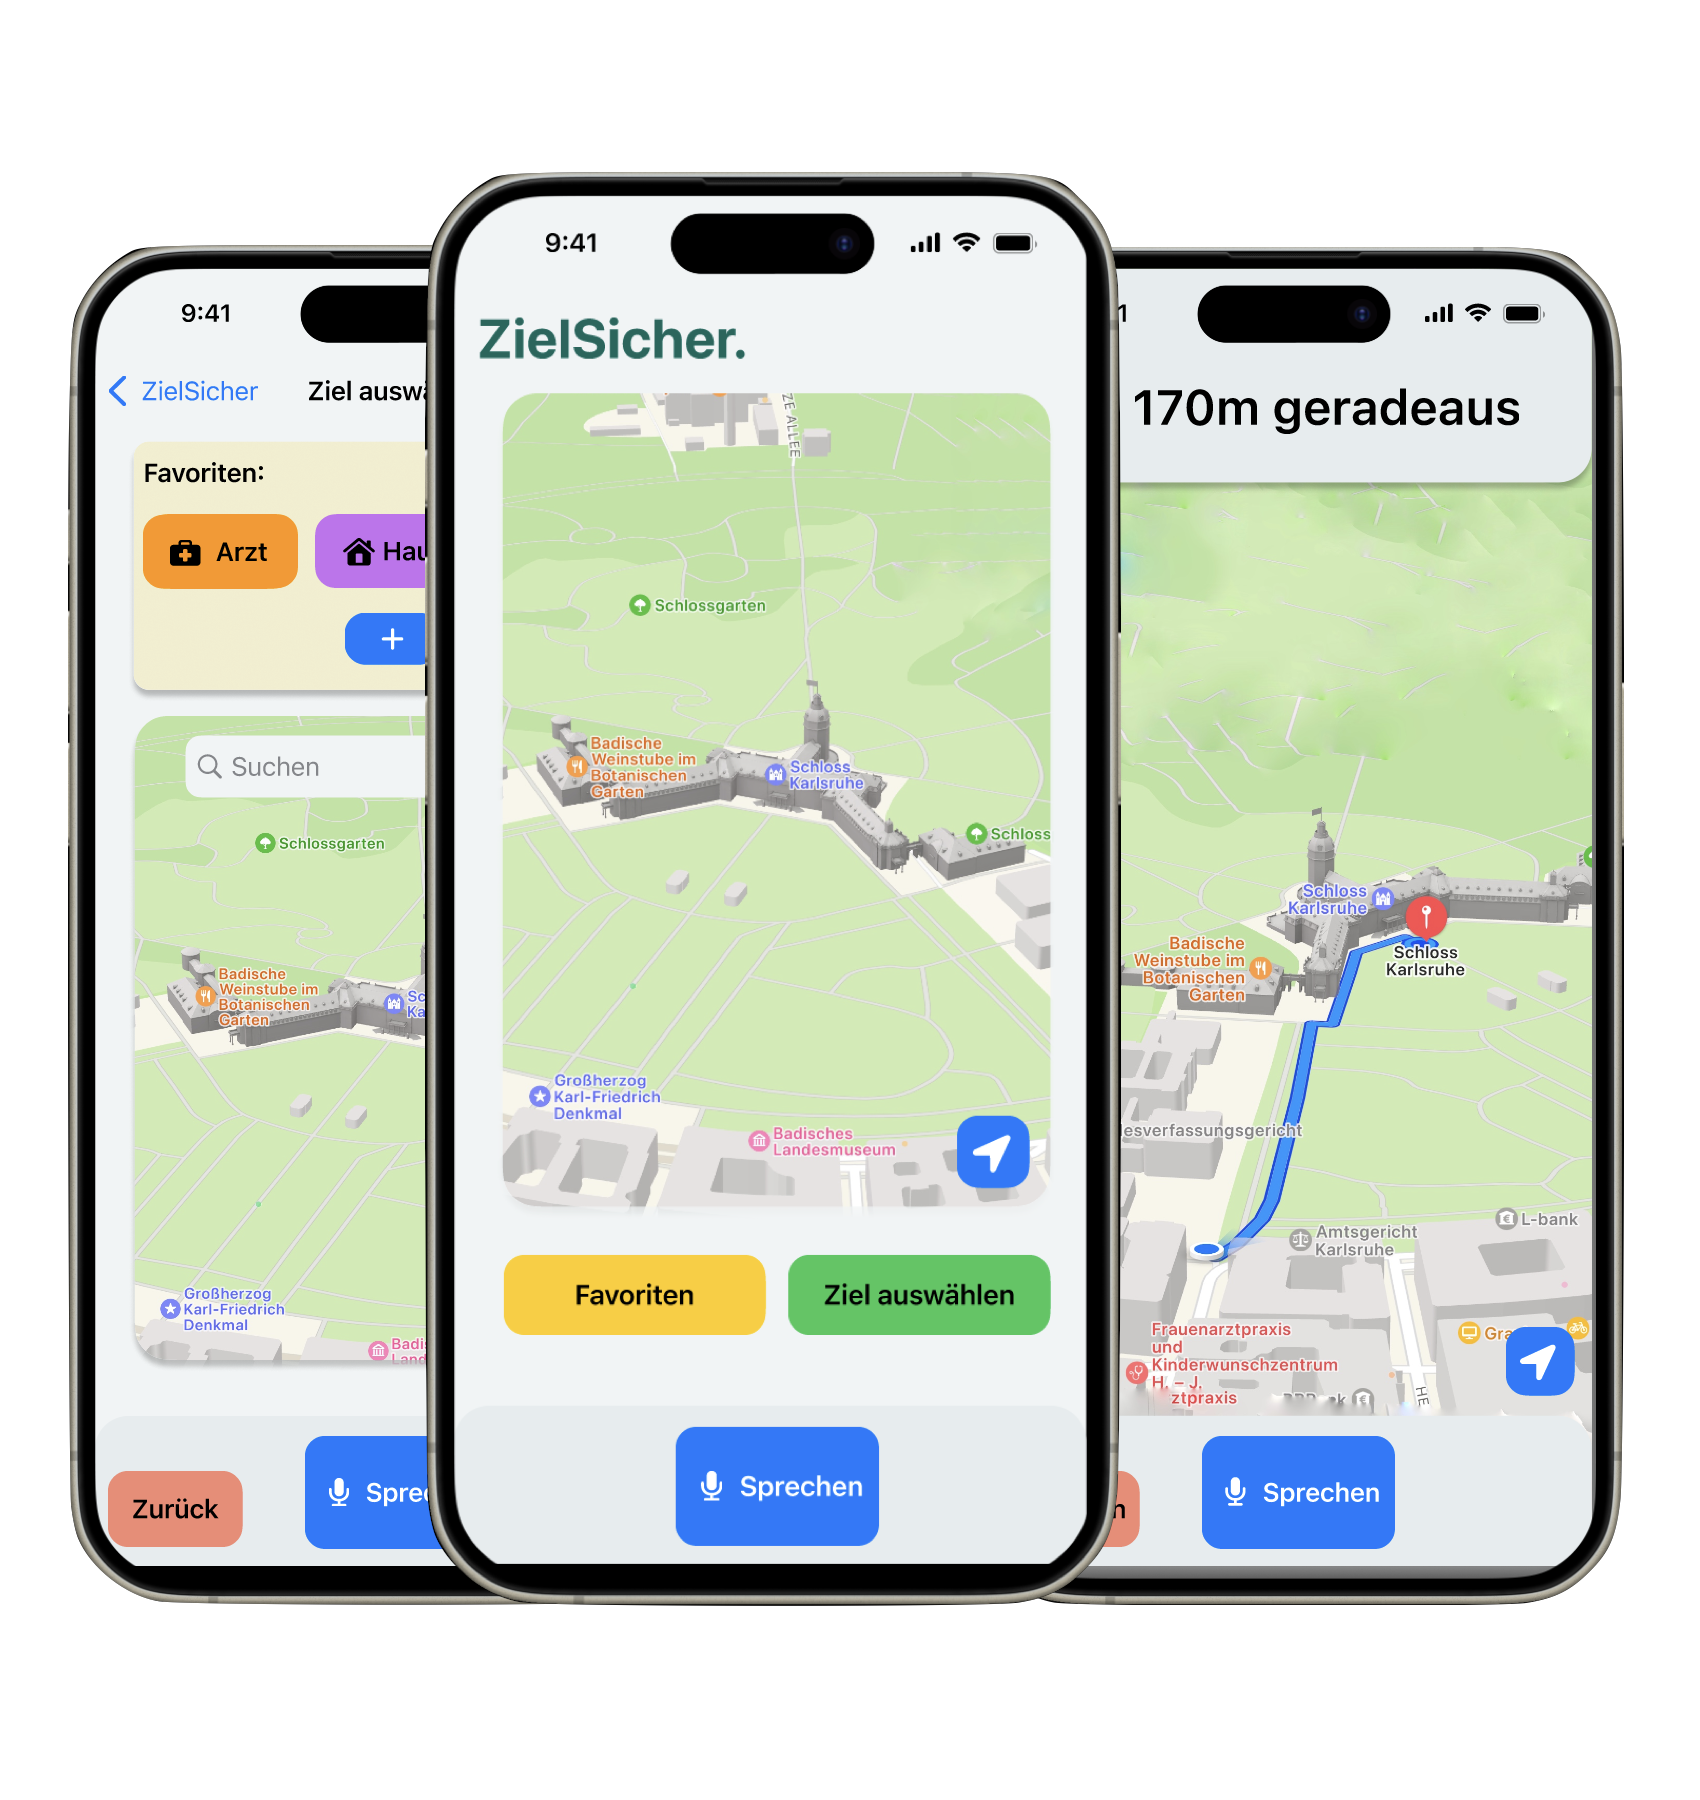 9:41
ZielSicher
Ziel auswä
Favoriten:
Arzt
Hau
+
Suchen
Schlossgarten
Badische
Weinstube im
Botanischen
Garten
Sc
Ka
Großherzog
Karl-Friedrich
Denkmal
Badi
Land
Zurück
Sprec
9:41
ZielSicher.
ZE ALLEE
Schlossgarten
Badische
Weinstube im
Botanischen
Garten
Schloss
Karlsruhe
Schloss
Großherzog
Karl-Friedrich
Denkmal
Badisches
Landesmuseum
Favoriten
Ziel auswählen
Sprechen
1
170m geradeaus
Schloss
Karlsruhe
Schloss
Karlsruhe
Badische
Weinstube im
Botanischen
Garten
esverfassungsgericht
L-bank
Amtsgericht
Karlsruhe
Gra
Frauenarztpraxis
und
Kinderwunschzentrum
H. – J.
ztpraxis
HE
n
Sprechen